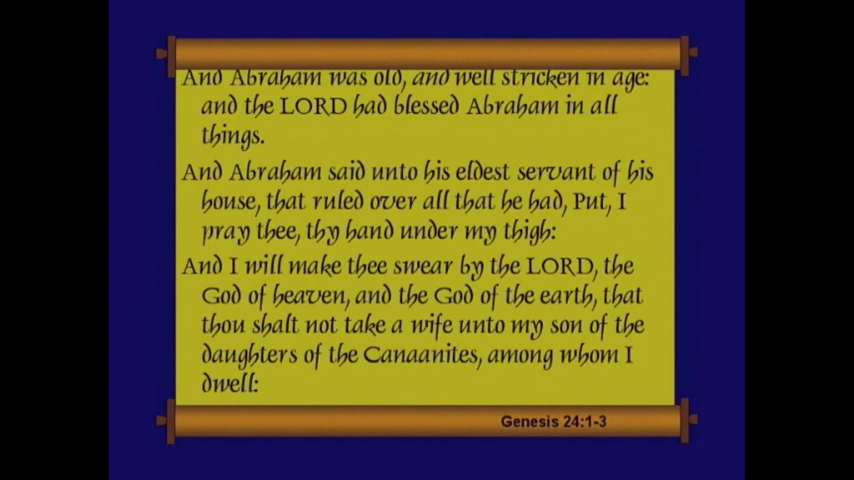 And Abraham was old, and well stricken in age:
and the LORD had blessed Abraham in all
things.
And Abraham said unto his eldest servant of his
house, that ruled over all that he had, Put, I
pray thee, thy hand under my thigh:
And I will make thee swear by the LORD, the
God of heaven, and the God of the earth, that
thou shalt not take a wife unto my son of the
daughters of the Canaanites, among whom I
dwell:
Genesis 24:1-3